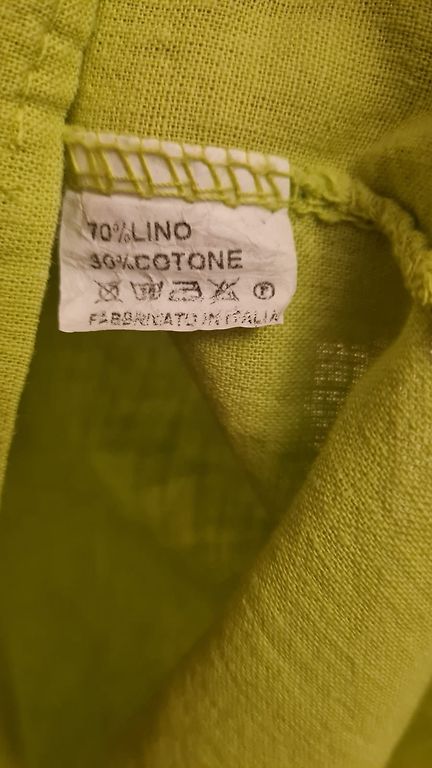 70% LINO
30% COTONE
P
FABBRICATO IN ITALIA